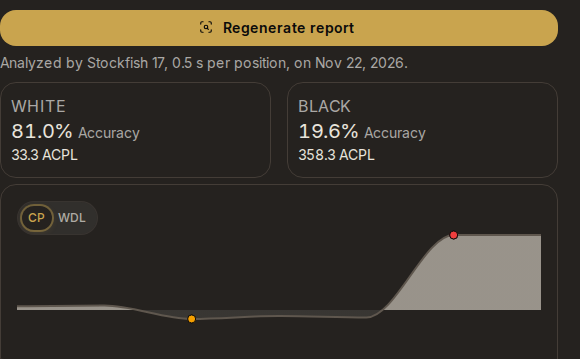 Regenerate report
Analyzed by Stockfish 17, 0.5 s per position, on Nov 22, 2026.
WHITE
81.0% Accuracy
33.3 ACPL
BLACK
19.6% Accuracy
358.3 ACPL
CP WDL